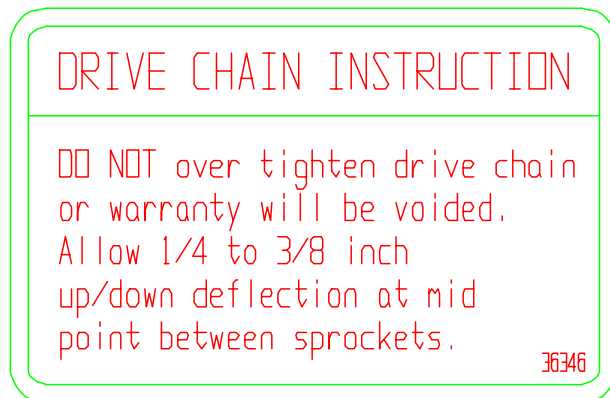 DRIVE CHAIN INSTRUCTION
DO NOT over tighten drive chain
or warranty will be voided.
Allow 1/4 to 3/8 inch
up/down deflection at mid
point between sprockets.
36346